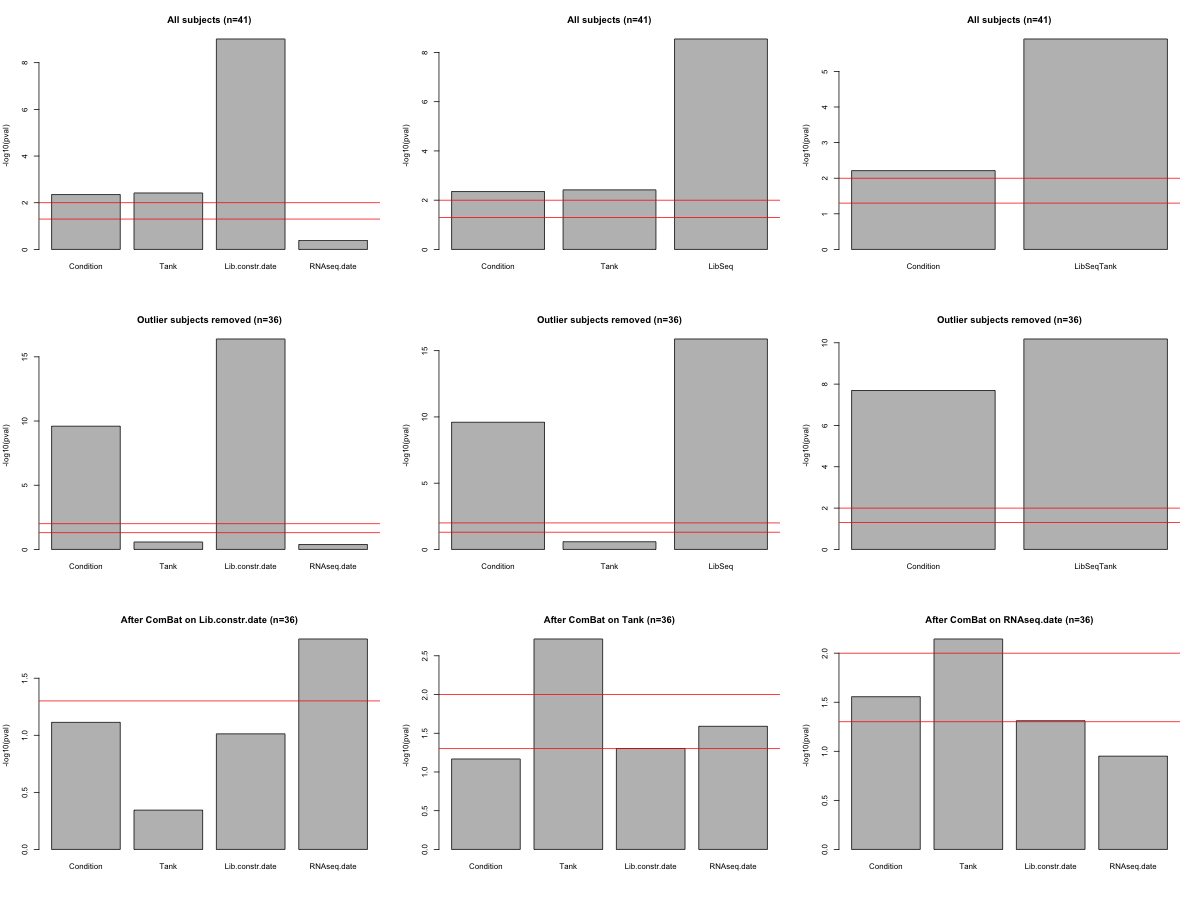 All subjects (n=41)
-log10(pval)
8
6
4
2
0
Condition Tank Lib.constr.date RNAseq.date
All subjects (n=41)
-log10(pval)
8
6
4
2
0
Condition Tank LibSeq
All subjects (n=41)
-log10(pval)
5
4
3
2
1
0
Condition LibSeqTank
Outlier subjects removed (n=36)
-log10(pval)
15
10
5
0
Condition Tank Lib.constr.date RNAseq.date
Outlier subjects removed (n=36)
-log10(pval)
15
10
5
0
Condition Tank LibSeq
Outlier subjects removed (n=36)
-log10(pval)
10
8
6
4
2
0
Condition LibSeqTank
After ComBat on Lib.constr.date (n=36)
-log10(pval)
1.5
1.0
0.5
0.0
Condition Tank Lib.constr.date RNAseq.date
After ComBat on Tank (n=36)
-log10(pval)
2.5
2.0
1.5
1.0
0.5
0.0
Condition Tank Lib.constr.date RNAseq.date
After ComBat on RNAseq.date (n=36)
-log10(pval)
2.0
1.5
1.0
0.5
0.0
Condition Tank Lib.constr.date RNAseq.date